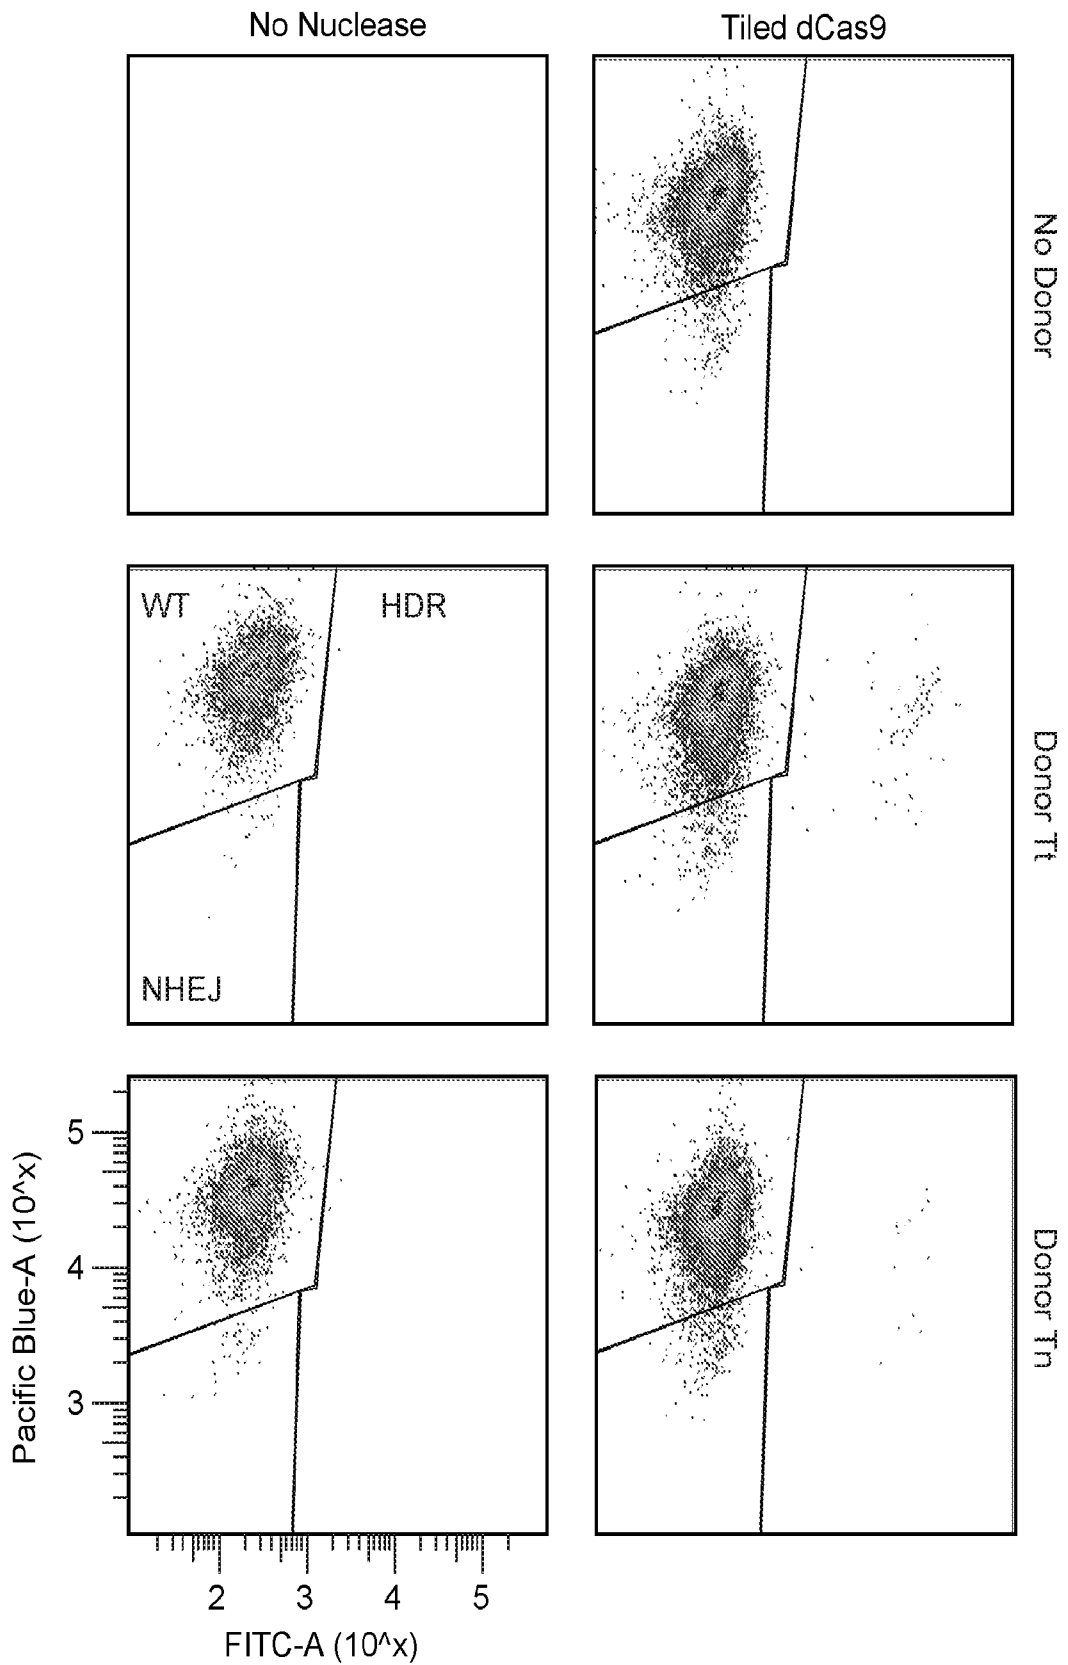 No Nuclease
Tiled dCas9
No Donor
WT
HDR
NHEJ
Donor Tt
Donor Tn
Pacific Blue-A (10^x)
5
4
3
2
3
4
5
FITC-A (10^x)